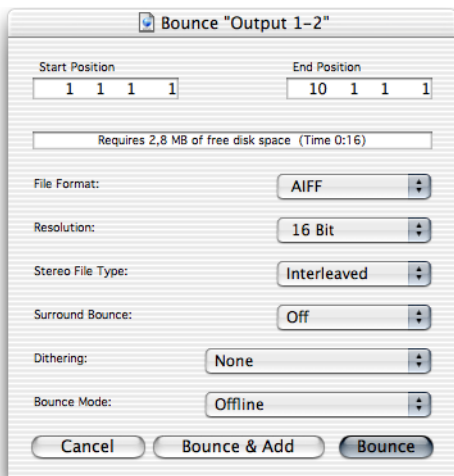 Bounce "Output 1-2"
Start Position End Position
1 1 1 1 10 1 1 1
Requires 2,8 MB of free disk space (Time 0:16)
File Format: AIFF
Resolution: 16 Bit
Stereo File Type: Interleaved
Surround Bounce: Off
Dithering: None
Bounce Mode: Offline
Cancel Bounce & Add Bounce